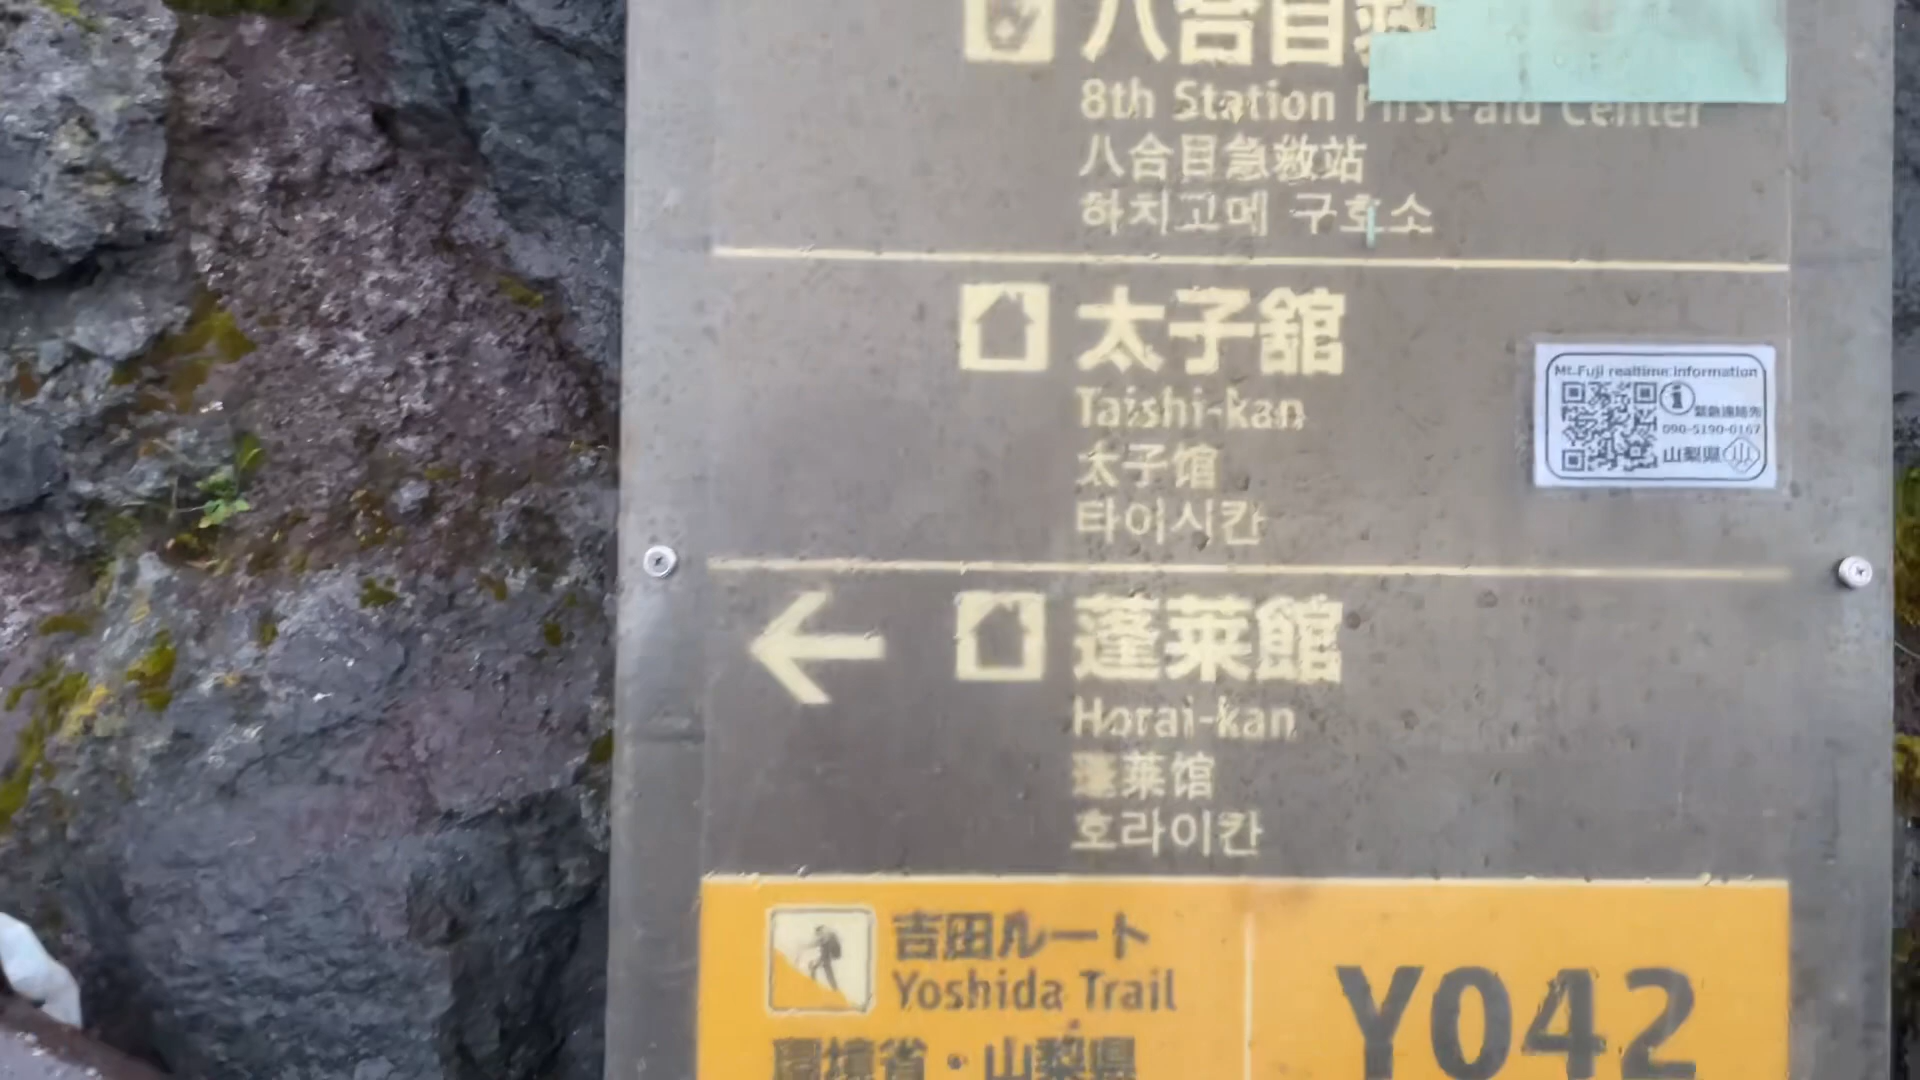 八合目救
8th Station First-aid Center
八合目急救站
하치고메 구호소
太子舘
Taishi-kan
太子馆
타이시칸
Mt.Fuji realtime information
緊急連絡先
090-5190-0167
山梨県
蓬莱館
Horai-kan
蓬莱馆
호라이칸
吉田ルート
Yoshida Trail
環境省・山梨県
Y042